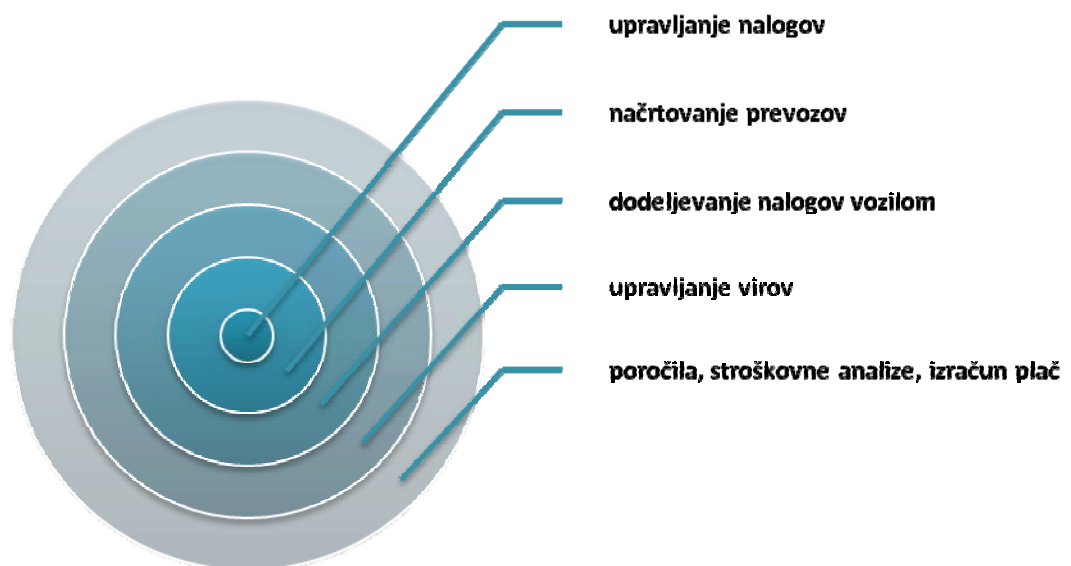 upravljanje nalogov
načrtovanje prevozov
dodeljevanje nalogov vozilom
upravljanje virov
poročila, stroškovne analize, izračun plač